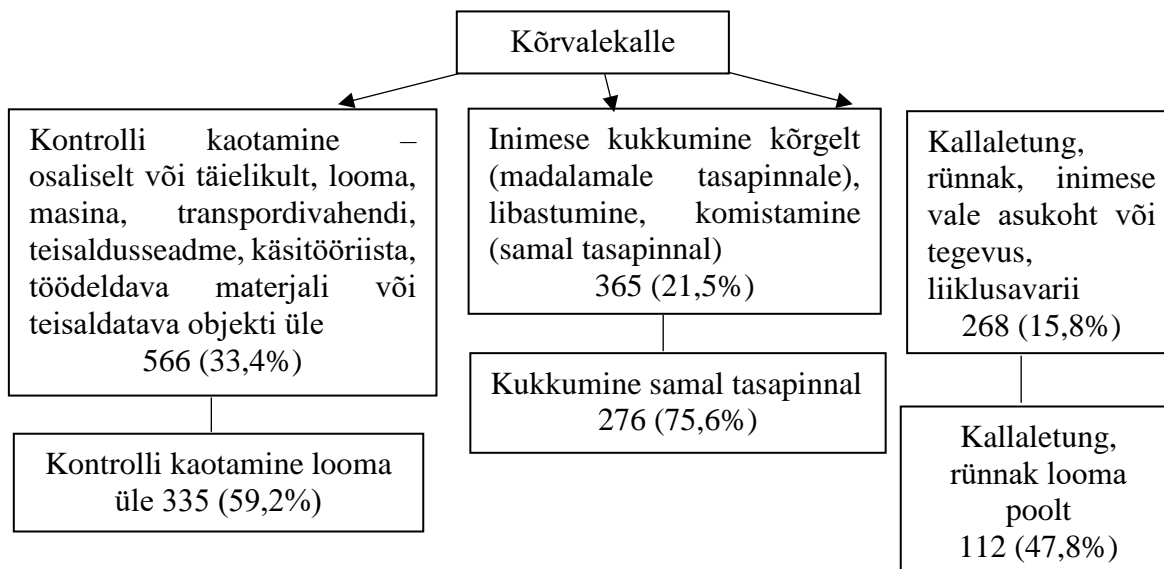 Kõrvalekalle
Kontrolli kaotamine –
osaliselt või täielikult, looma,
masina, transpordivahendi,
teisaldusseadme, käsitööriista,
töödeldava materjali või
teisaldatava objekti üle
566 (33,4%)
Kontrolli kaotamine looma
üle 335 (59,2%)
Inimese kukkumine kõrgelt
(madalamale tasapinnale),
libastumine, komistamine
(samal tasapinnal)
365 (21,5%)
Kukkumine samal tasapinnal
276 (75,6%)
Kallaletung,
rünnak, inimese
vale asukoht või
tegevus,
liiklusavarii
268 (15,8%)
Kallaletung,
rünnak looma
poolt
112 (47,8%)